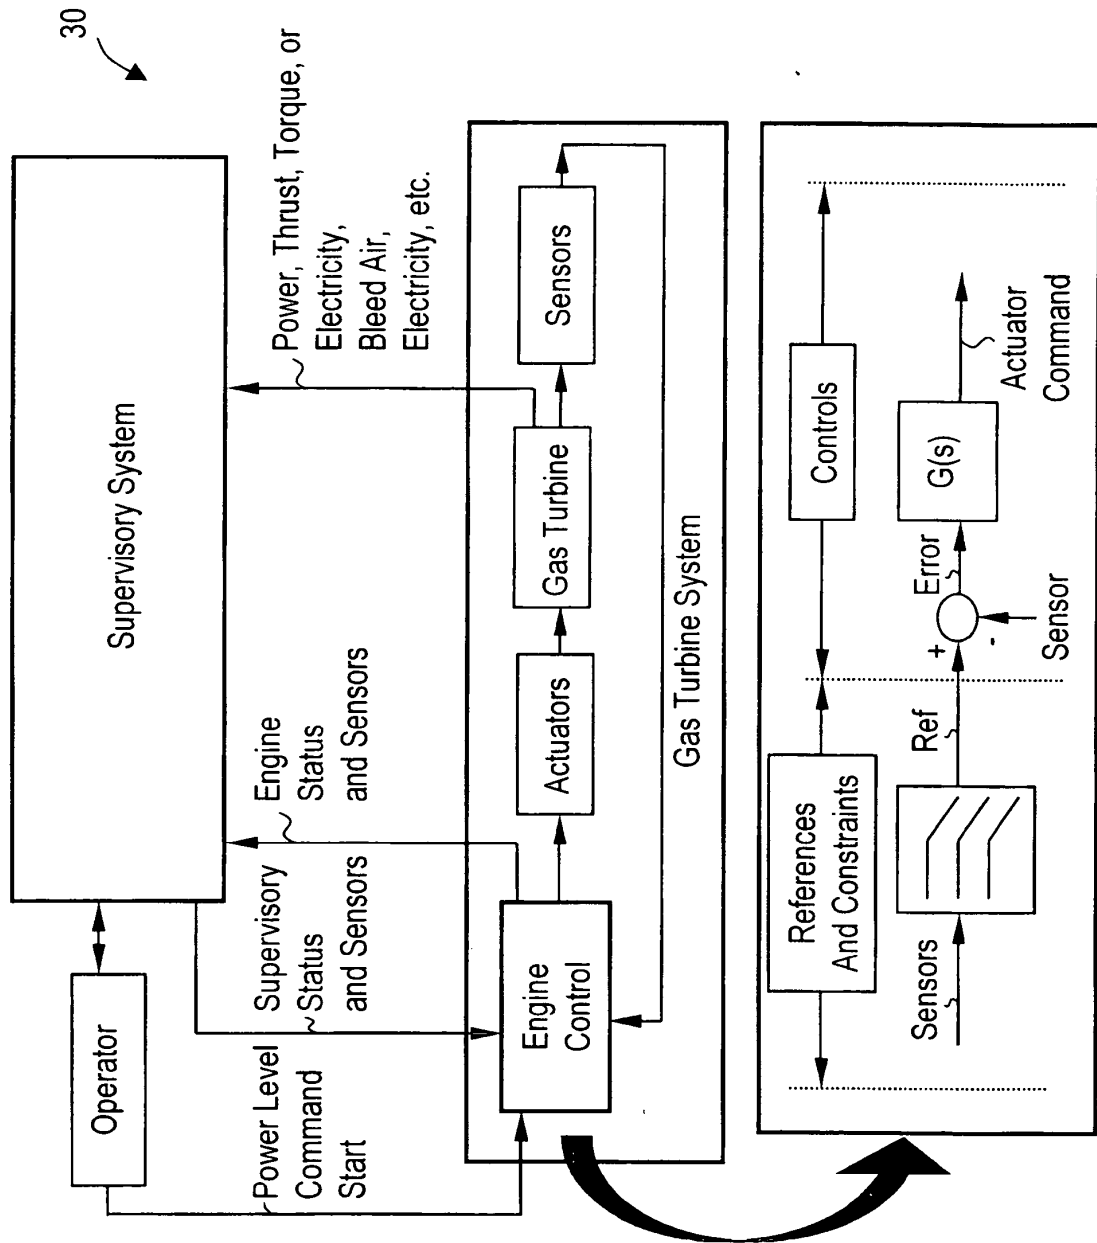 30
Supervisory System
Operator
Power Level
Command
Start
Supervisory
Status
and Sensors
Engine
Status
and Sensors
Power, Thrust, Torque, or
Electricity,
Bleed Air,
Electricity, etc.
Engine
Control
Actuators
Gas Turbine
Sensors
Gas Turbine System
References
And Constraints
Controls
Sensors
Ref
+
-
Sensor
Error
G(s)
Actuator
Command